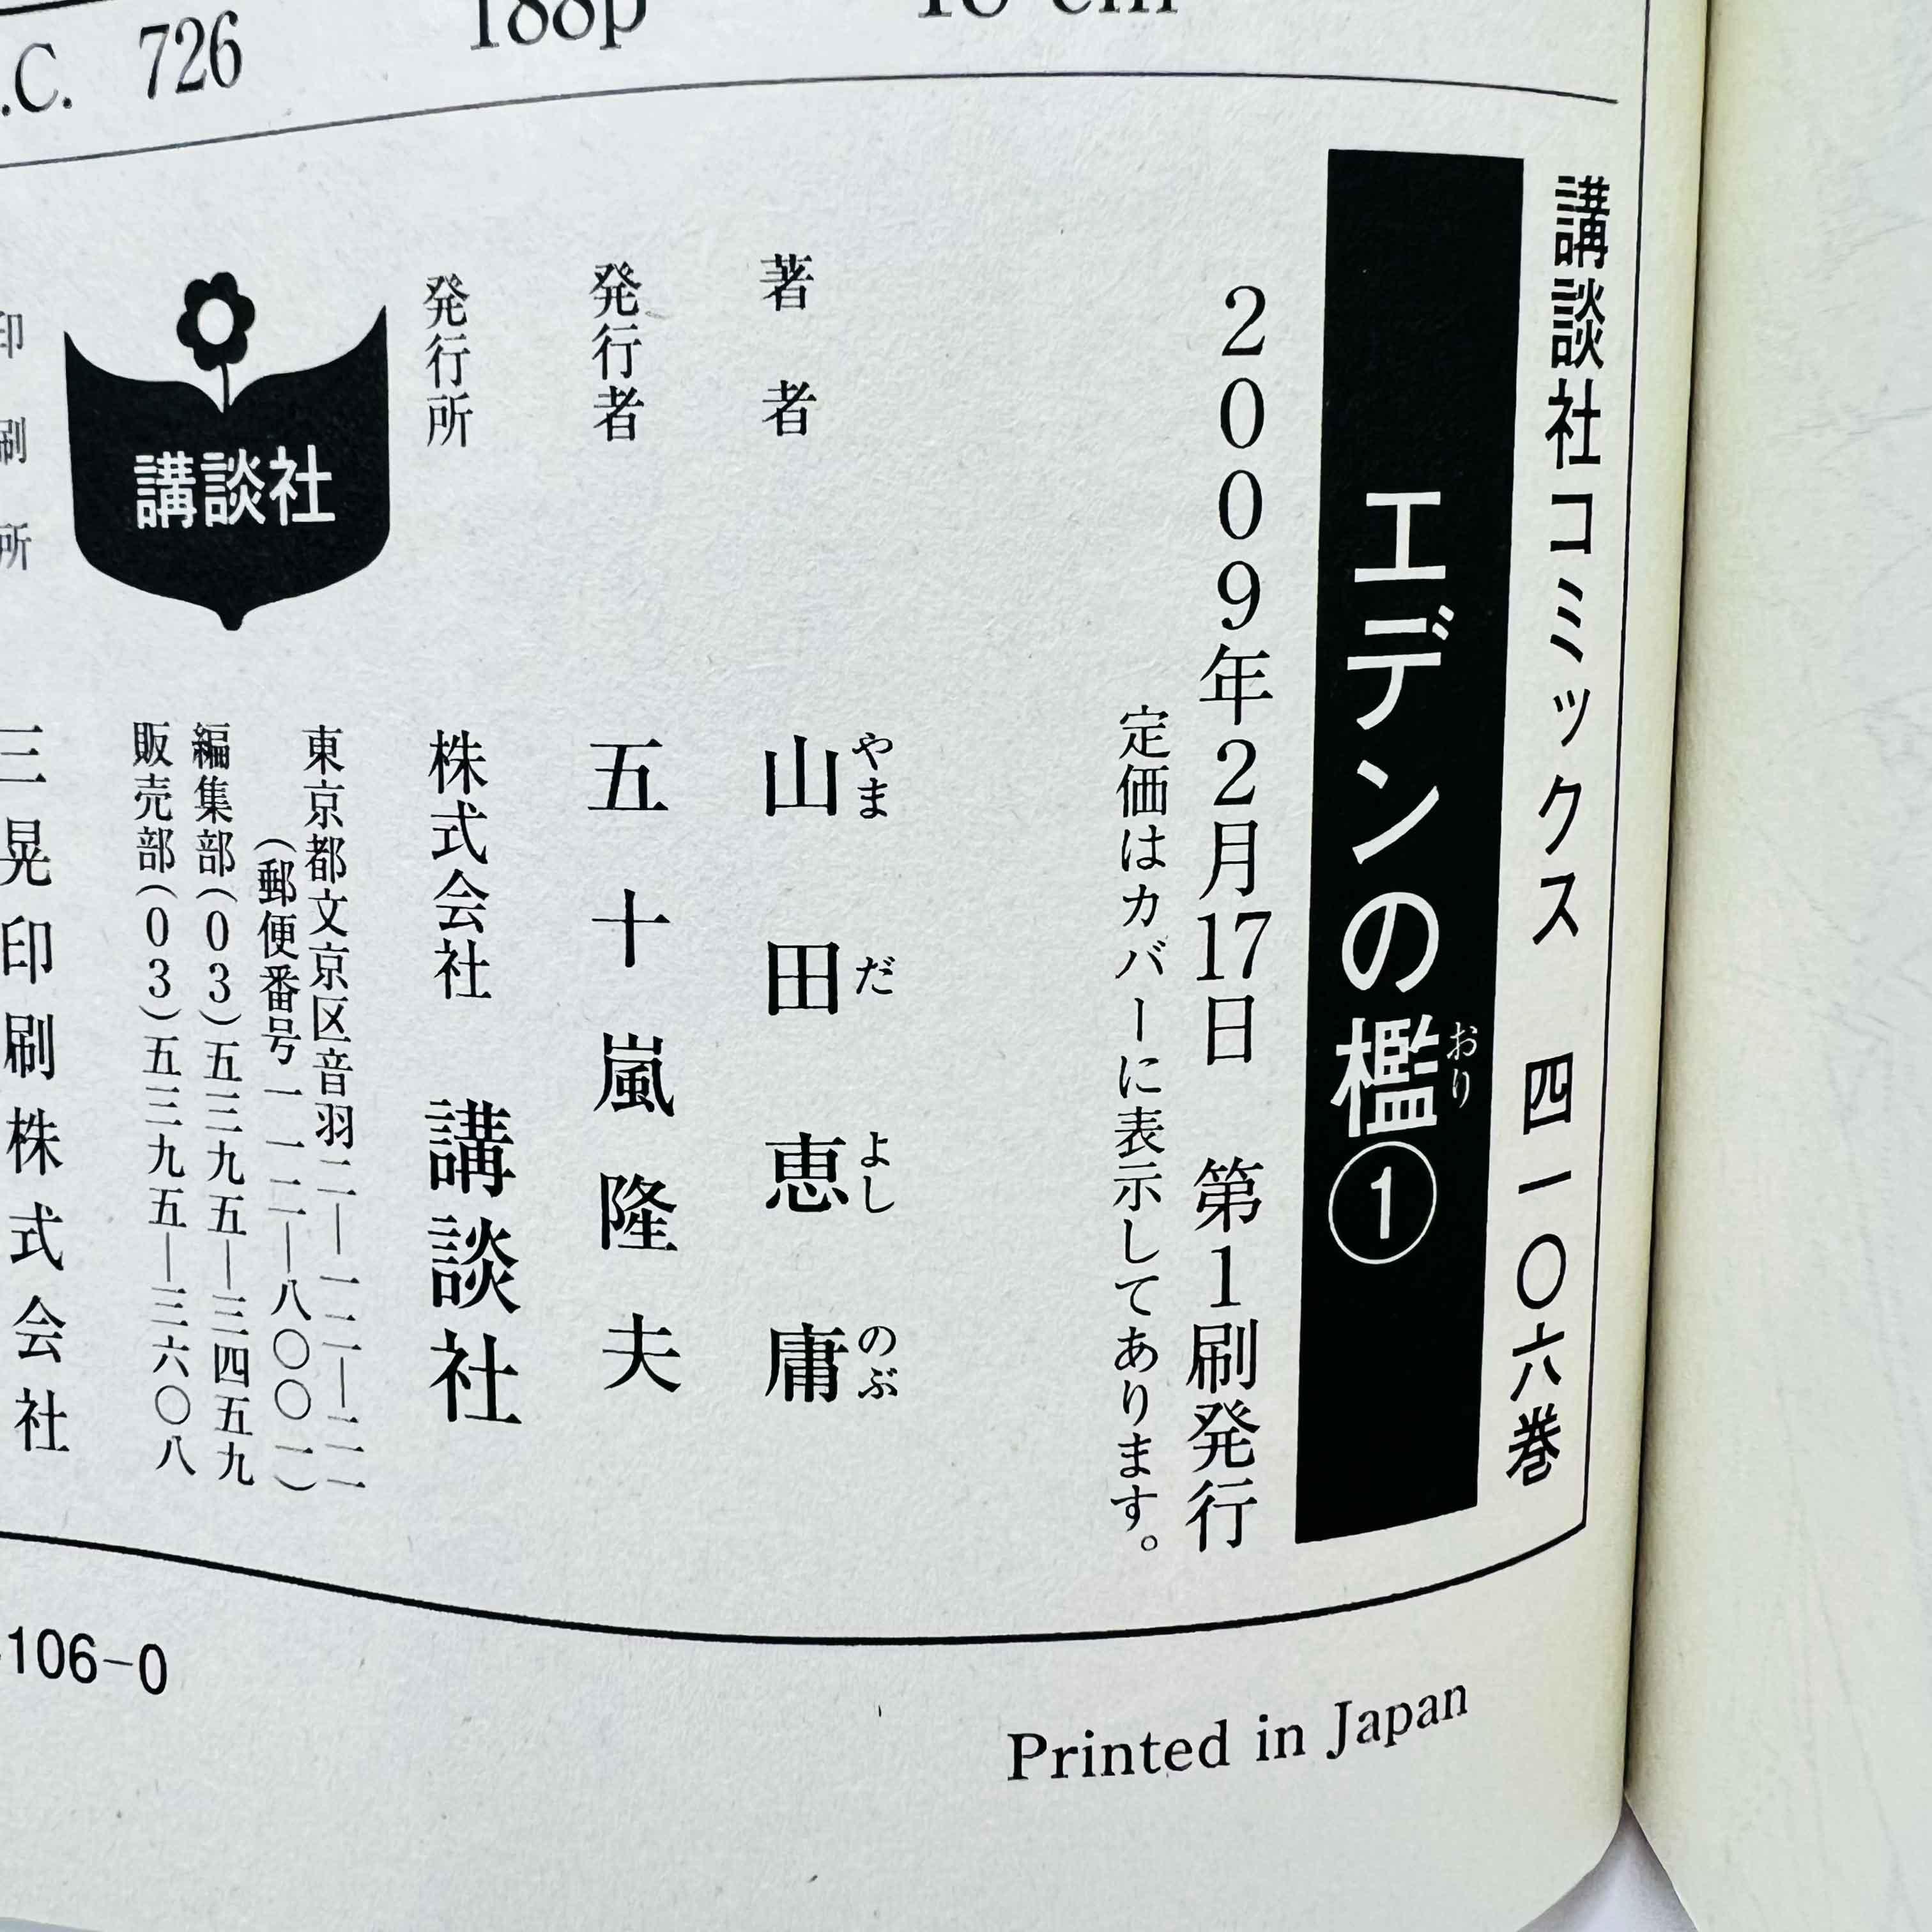 .C. 726
188p
18 cm
講談社コミックス 四一〇六巻
エデンの檻①
おり
2009年2月17日 第1刷発行
定価はカバーに表示してあります。
著者 山田恵庸
やまだ よしのぶ
発行者 五十嵐隆夫
発行所 株式会社 講談社
東京都文京区音羽二―一二―二一
(郵便番号一一二―八〇〇一)
編集部(03)五三九五―三四五九
販売部(03)五三九五―三六〇八
講談社
印刷所 三晃印刷株式会社
106-0
Printed in Japan